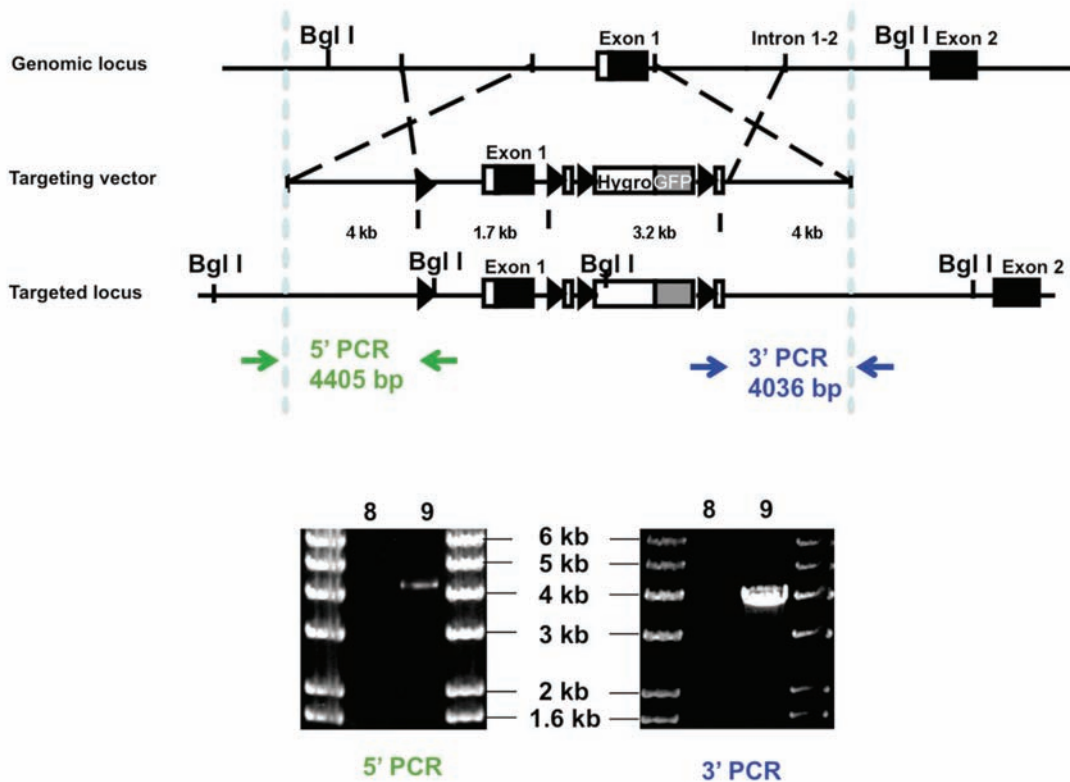 Bgl I Exon 1 Intron 1-2 Bgl I Exon 2
Genomic locus
Exon 1
Targeting vector Hygro GFP
4 kb 1.7 kb 3.2 kb 4 kb
Bgl I Bgl I Exon 1 Bgl I Bgl I Exon 2
Targeted locus
5’ PCR 3’ PCR
4405 bp 4036 bp
8 9 8 9
6 kb
5 kb
4 kb
3 kb
2 kb
1.6 kb
5’ PCR 3’ PCR